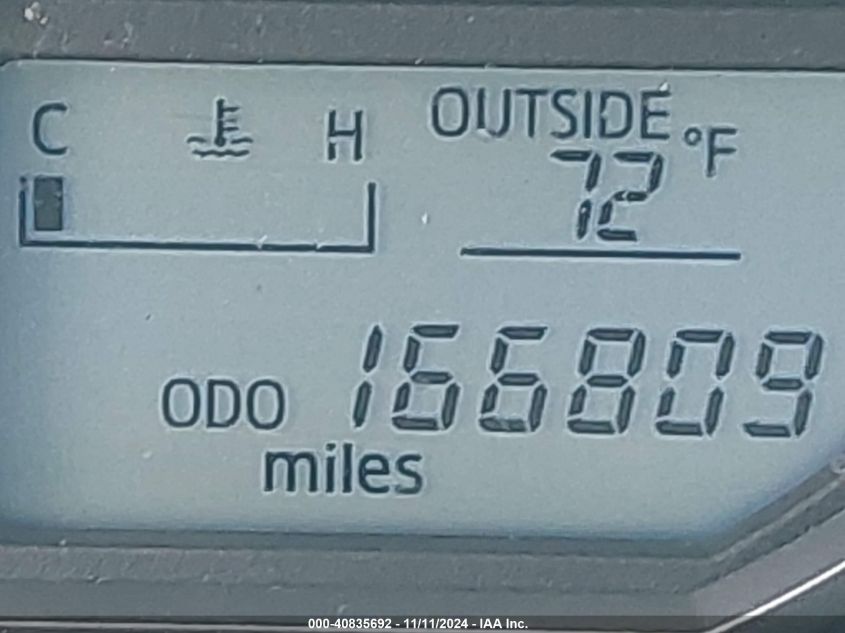 C H OUTSIDE
72 °F
ODO 166809
miles
000-40835692 - 11/11/2024 - IAA Inc.